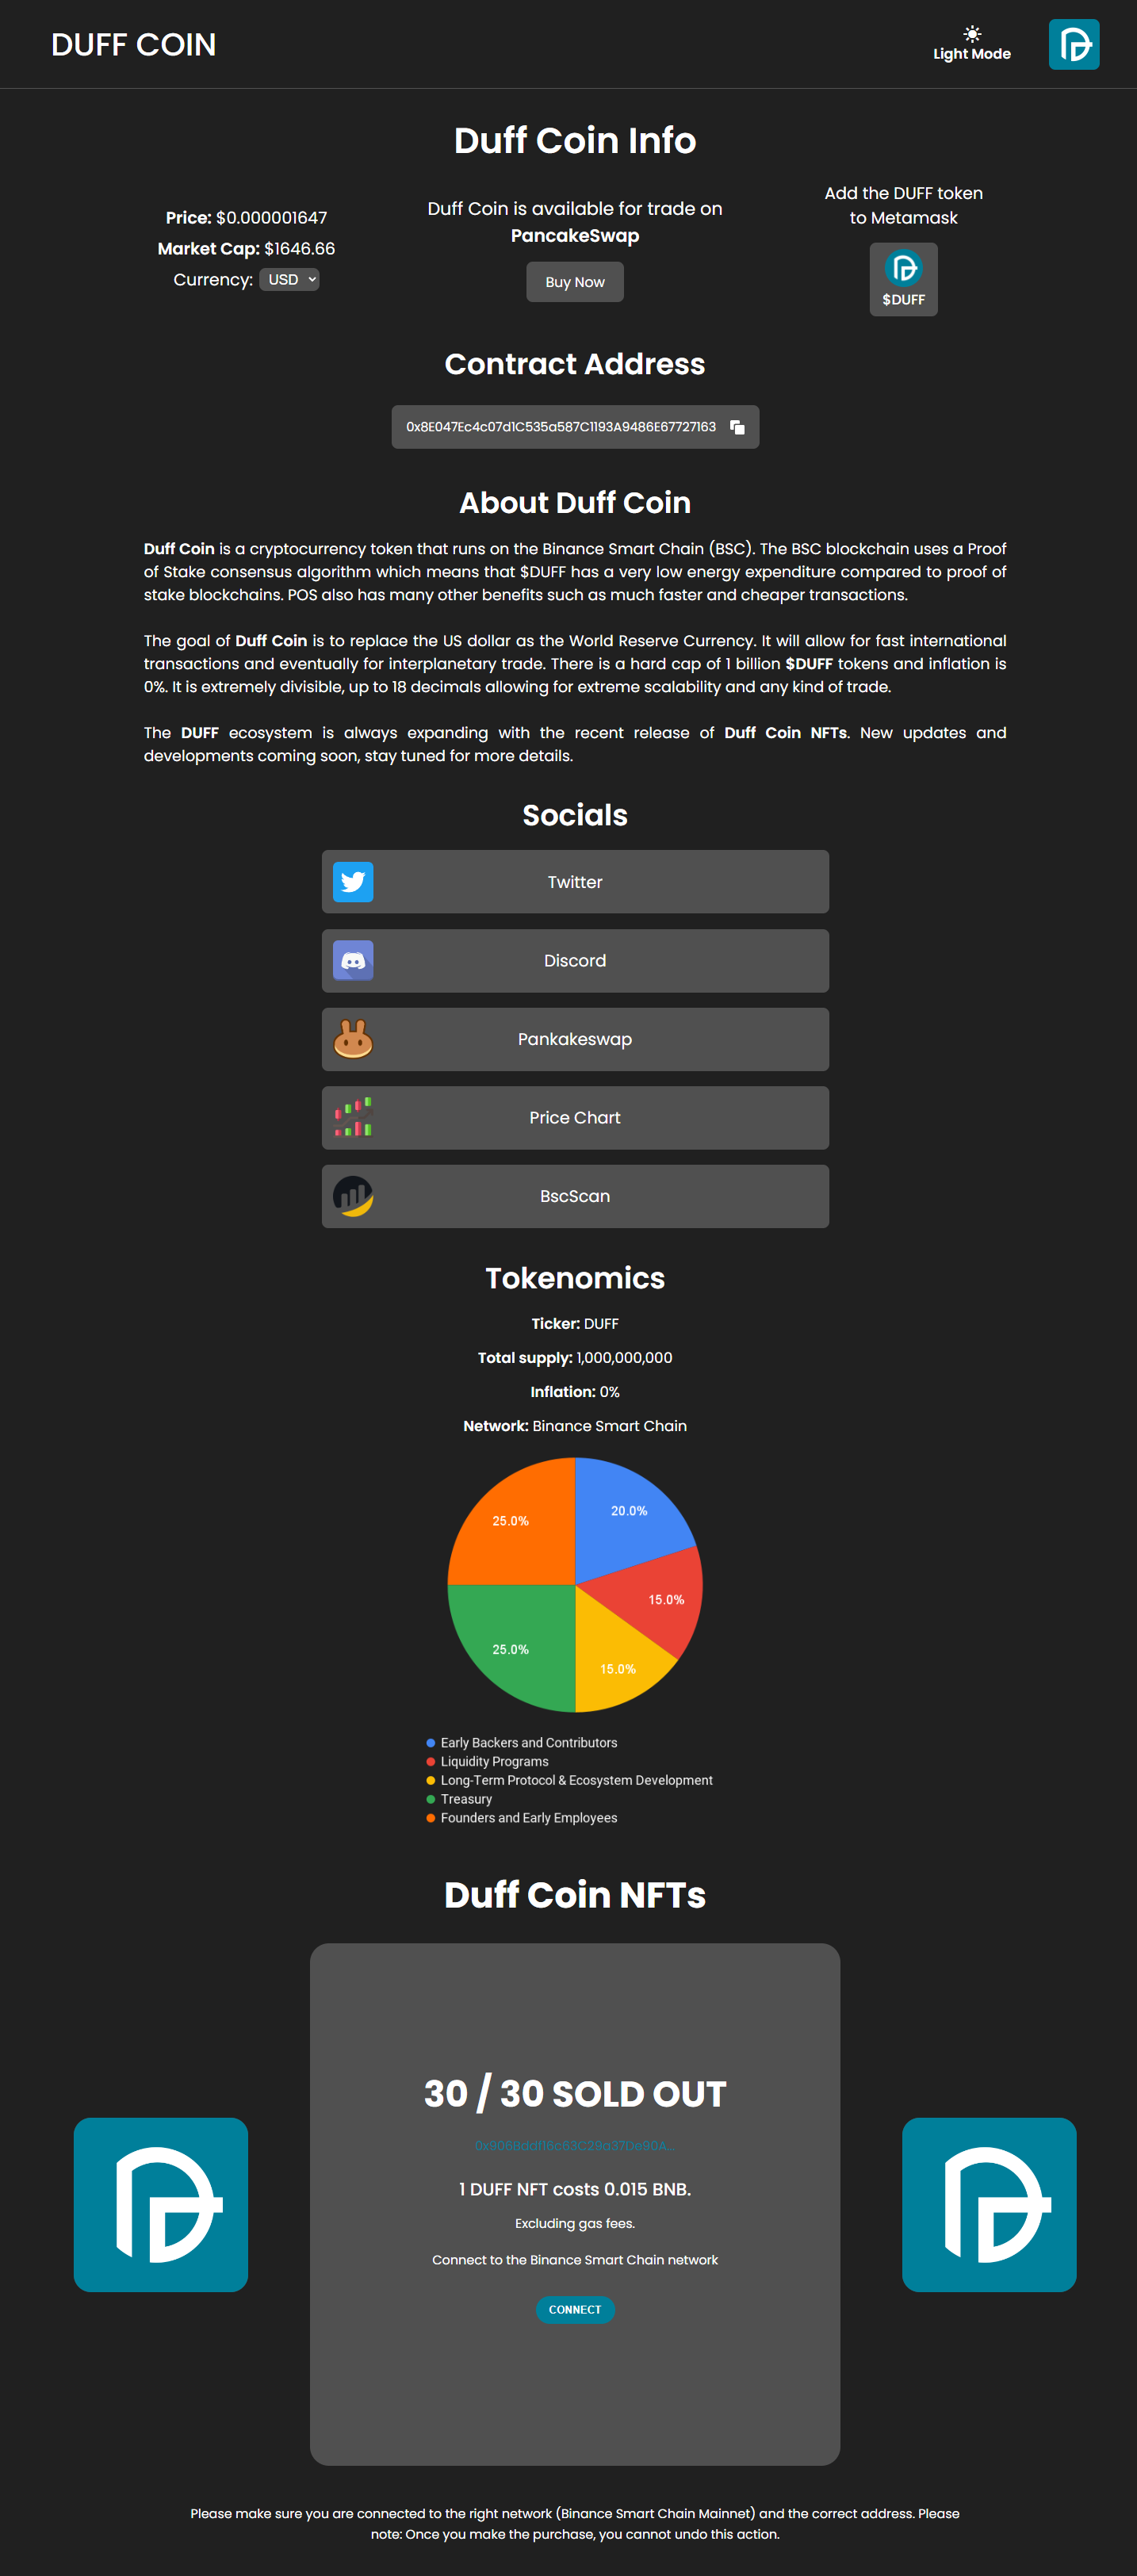 DUFF COIN
Light Mode
Duff Coin Info
Price: $0.000001647
Market Cap: $1646.66
Currency: USD
Duff Coin is available for trade on
PancakeSwap
Buy Now
Add the DUFF token
to Metamask
$DUFF
Contract Address
0x8E047Ec4c07d1C535a587C1193A9486E67727163
About Duff Coin
Duff Coin is a cryptocurrency token that runs on the Binance Smart Chain (BSC). The BSC blockchain uses a Proof
of Stake consensus algorithm which means that $DUFF has a very low energy expenditure compared to proof of
stake blockchains. POS also has many other benefits such as much faster and cheaper transactions.
The goal of Duff Coin is to replace the US dollar as the World Reserve Currency. It will allow for fast international
transactions and eventually for interplanetary trade. There is a hard cap of 1 billion $DUFF tokens and inflation is
0%. It is extremely divisible, up to 18 decimals allowing for extreme scalability and any kind of trade.
The DUFF ecosystem is always expanding with the recent release of Duff Coin NFTs. New updates and
developments coming soon, stay tuned for more details.
Socials
Twitter
Discord
Pankakeswap
Price Chart
BscScan
Tokenomics
Ticker: DUFF
Total supply: 1,000,000,000
Inflation: 0%
Network: Binance Smart Chain
25.0%
20.0%
15.0%
25.0%
15.0%
Early Backers and Contributors
Liquidity Programs
Long-Term Protocol & Ecosystem Development
Treasury
Founders and Early Employees
Duff Coin NFTs
30 / 30 SOLD OUT
0x906Bddf16c63C29a37De90A...
1 DUFF NFT costs 0.015 BNB.
Excluding gas fees.
Connect to the Binance Smart Chain network
CONNECT
Please make sure you are connected to the right network (Binance Smart Chain Mainnet) and the correct address. Please
note: Once you make the purchase, you cannot undo this action.